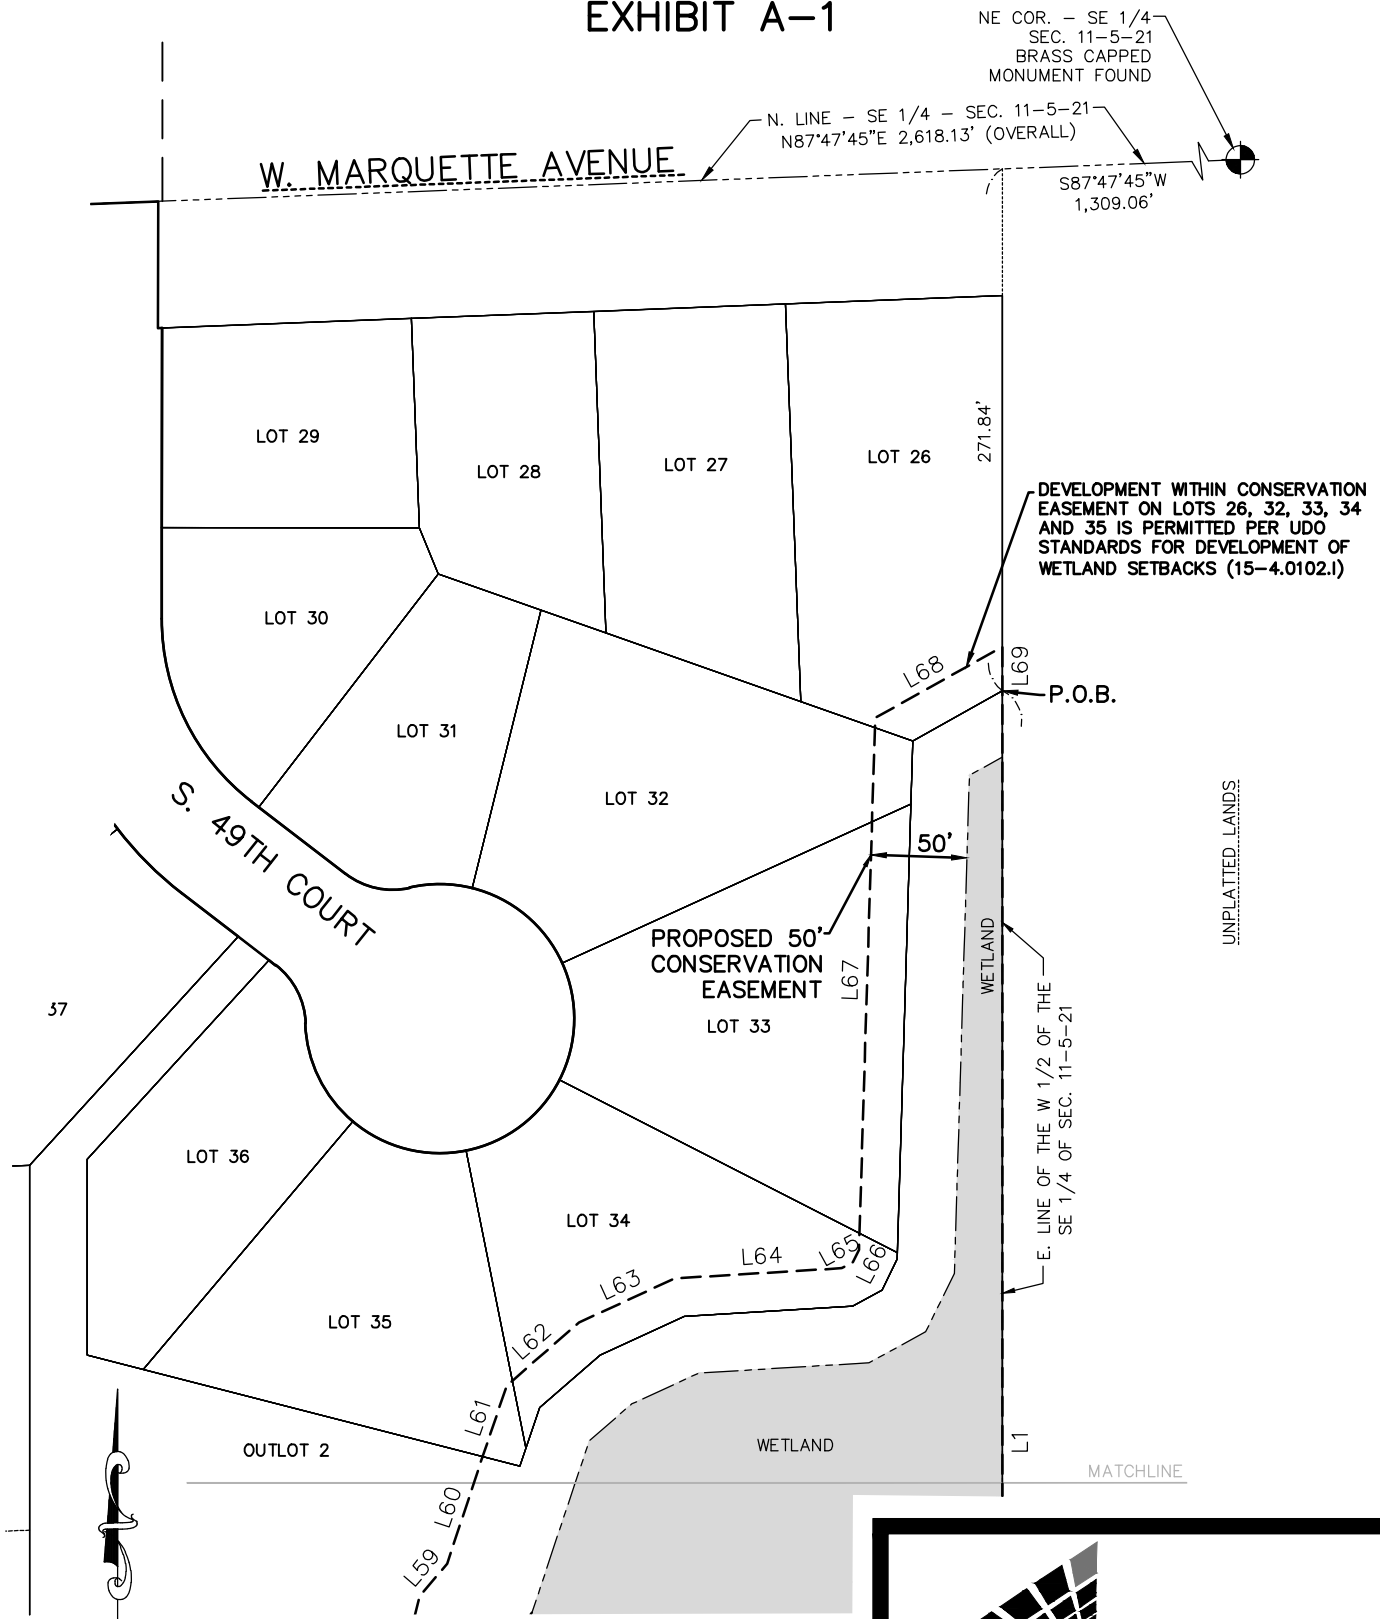 EXHIBIT A-1
NE COR. - SE 1/4
SEC. 11-5-21
BRASS CAPPED
MONUMENT FOUND
N. LINE - SE 1/4 - SEC. 11-5-21
N87°47'45"E 2,618.13' (OVERALL)
W. MARQUETTE AVENUE
S87°47'45"W
1,309.06'
LOT 29
LOT 28
LOT 27
LOT 26
271.84'
DEVELOPMENT WITHIN CONSERVATION
EASEMENT ON LOTS 26, 32, 33, 34
AND 35 IS PERMITTED PER UDO
STANDARDS FOR DEVELOPMENT OF
WETLAND SETBACKS (15-4.0102.I)
LOT 30
L68
L69
P.O.B.
LOT 31
LOT 32
S. 49TH COURT
50'
UNPLATTED LANDS
PROPOSED 50'
CONSERVATION
EASEMENT
L67
WETLAND
37
LOT 33
E. LINE OF THE W 1/2 OF THE
SE 1/4 OF SEC. 11-5-21
LOT 36
LOT 34
L65
L66
L64
L63
LOT 35
L62
L61
OUTLOT 2
WETLAND
L1
MATCHLINE
L60
L59